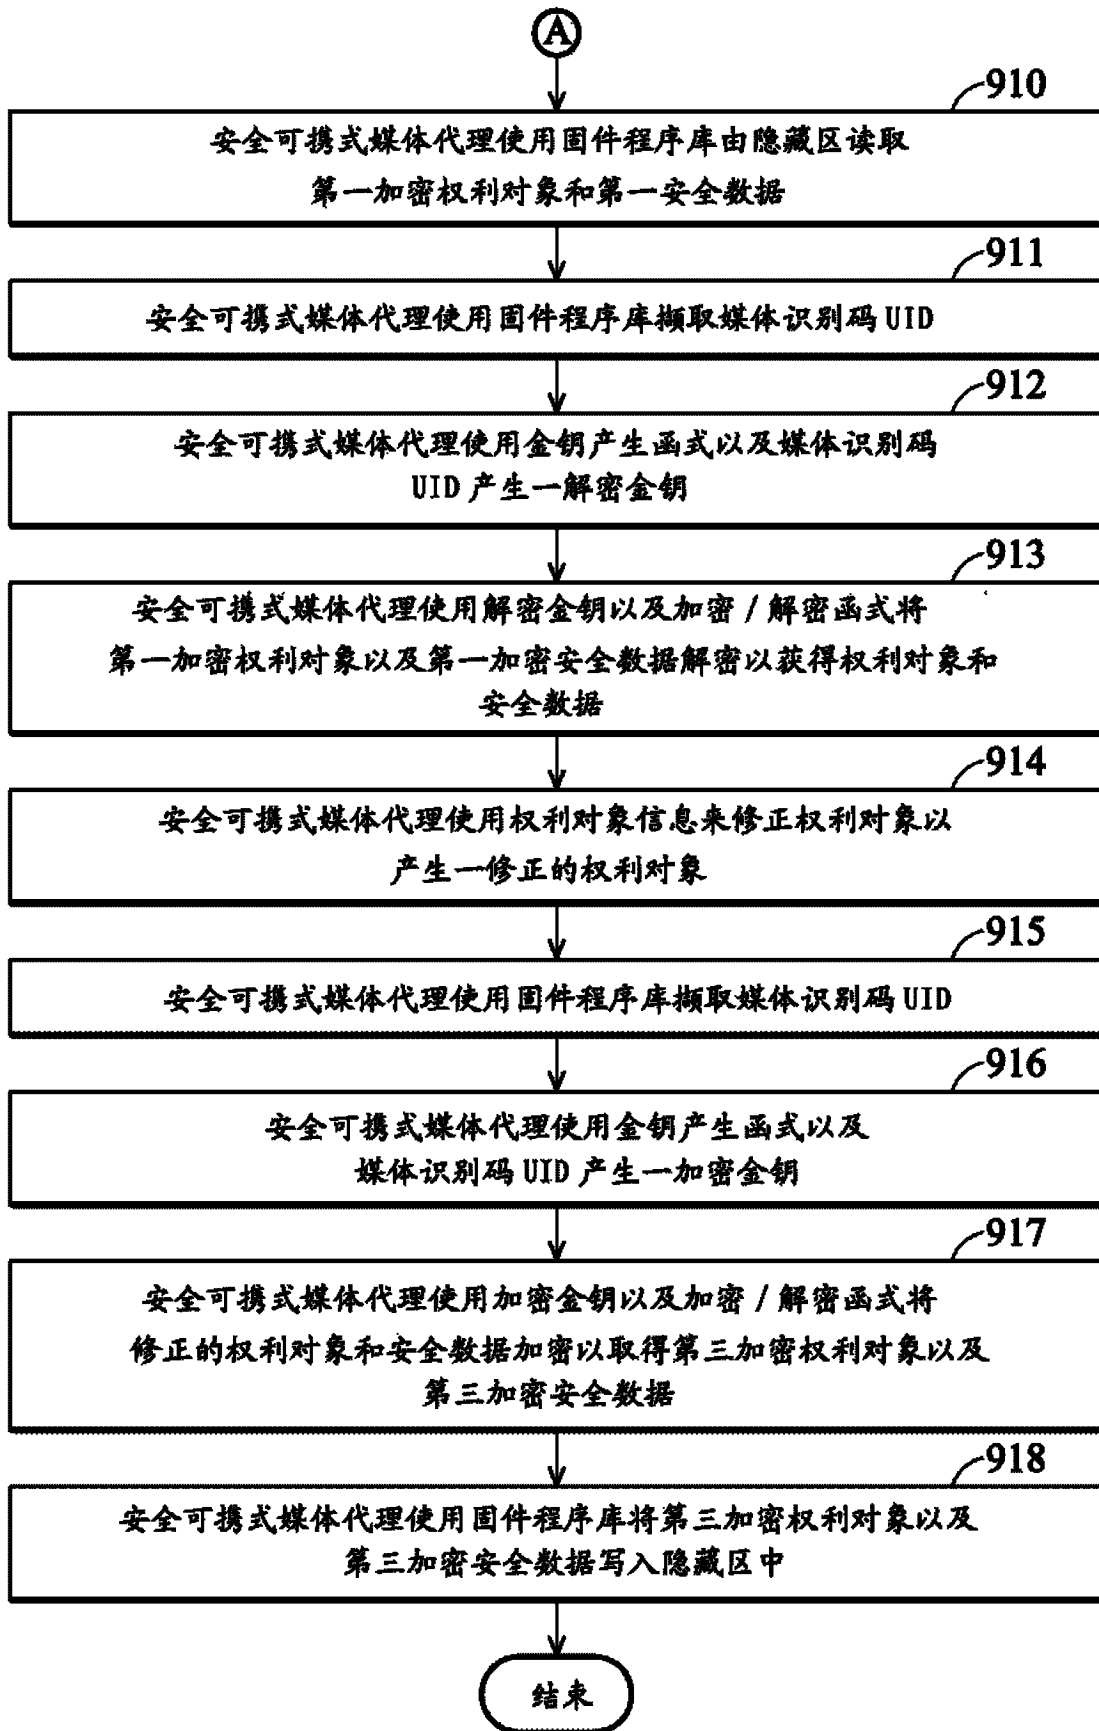 A
910
安全可携式媒体代理使用固件程序库由隐藏区读取
第一加密权利对象和第一安全数据
911
安全可携式媒体代理使用固件程序库撷取媒体识别码 UID
912
安全可携式媒体代理使用金钥产生函式以及媒体识别码
UID 产生一解密金钥
913
安全可携式媒体代理使用解密金钥以及加密 / 解密函式将
第一加密权利对象以及第一加密安全数据解密以获得权利对象和
安全数据
914
安全可携式媒体代理使用权利对象信息来修正权利对象以
产生一修正的权利对象
915
安全可携式媒体代理使用固件程序库撷取媒体识别码 UID
916
安全可携式媒体代理使用金钥产生函式以及
媒体识别码 UID 产生一加密金钥
917
安全可携式媒体代理使用加密金钥以及加密 / 解密函式将
修正的权利对象和安全数据加密以取得第三加密权利对象以及
第三加密安全数据
918
安全可携式媒体代理使用固件程序库将第三加密权利对象以及
第三加密安全数据写入隐藏区中
结束